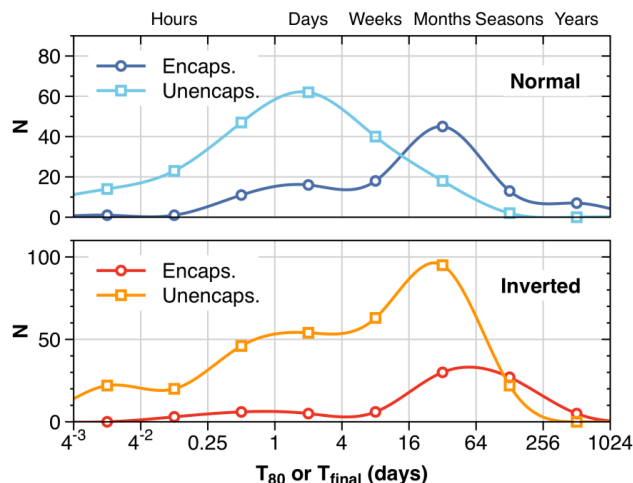 Hours Days Weeks Months Seasons Years
80
60
40
20
0
N
Encaps.
Unencaps.
Normal
100
50
0
N
Encaps.
Unencaps.
Inverted
4-3 4-2 0.25 1 4 16 64 256 1024
T80 or Tfinal (days)